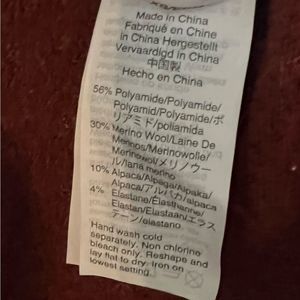 Made in China
Fabriqué en Chine
in China Hergestellt
Vervaardigd in China
中国製
Hecho en China
56% Polyamide/Polyamide/
Polyamid/Polyamide/ポ
リアミド/poliamida
30% Merino Wool/Laine De
Merinos/Merinowolle/
Merinowol/メリノウー
ル/lana merino
10% Alpaca/Alpaga/Alpaka/
Alpaca/アルパカ/alpaca
4% Elastane/Élasthanne/
Elastan/Elastaan/エラス
テーン/elastano
Hand wash cold
separately. Non chlorine
bleach only. Reshape and
lay flat to dry. Iron on
lowest setting.